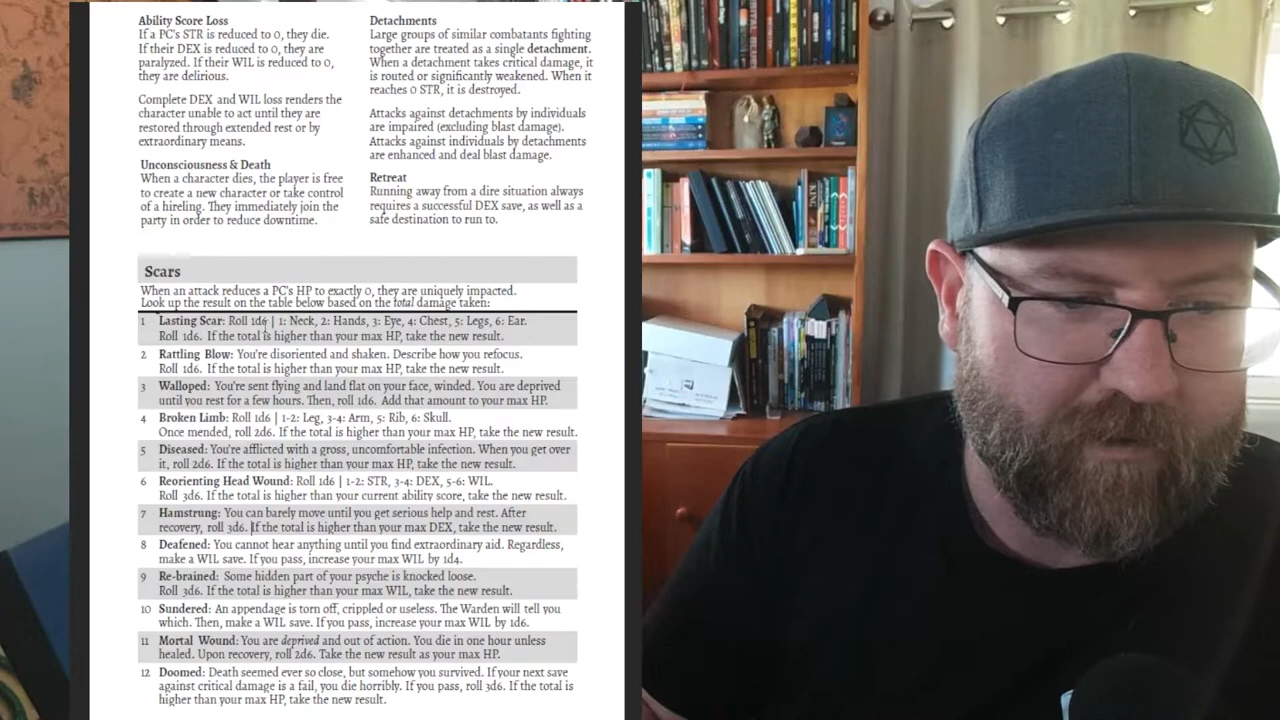 Ability Score Loss
If a PC's STR is reduced to 0, they die.
If their DEX is reduced to 0, they are
paralyzed. If their WIL is reduced to 0,
they are delirious.
Complete DEX and WIL loss renders the
character unable to act until they are
restored through extended rest or by
extraordinary means.
Unconsciousness & Death
When a character dies, the player is free
to create a new character or take control
of a hireling. They immediately join the
party in order to reduce downtime.
Detachments
Large groups of similar combatants fighting
together are treated as a single detachment.
When a detachment takes critical damage, it
is routed or significantly weakened. When it
reaches 0 STR, it is destroyed.
Attacks against detachments by individuals
are impaired (excluding blast damage).
Attacks against individuals by detachments
are enhanced and deal blast damage.
Retreat
Running away from a dire situation always
requires a successful DEX save, as well as a
safe destination to run to.
Scars
When an attack reduces a PC's HP to exactly 0, they are uniquely impacted.
Look up the result on the table below based on the total damage taken:
1 Lasting Scar: Roll 1d6 | 1: Neck, 2: Hands, 3: Eye, 4: Chest, 5: Legs, 6: Ear.
Roll 1d6. If the total is higher than your max HP, take the new result.
2 Rattling Blow: You're disoriented and shaken. Describe how you refocus.
Roll 1d6. If the total is higher than your max HP, take the new result.
3 Walloped: You're sent flying and land flat on your face, winded. You are deprived
until you rest for a few hours. Then, roll 1d6. Add that amount to your max HP.
4 Broken Limb: Roll 1d6 | 1-2: Leg, 3-4: Arm, 5: Rib, 6: Skull.
Once mended, roll 2d6. If the total is higher than your max HP, take the new result.
5 Diseased: You're afflicted with a gross, uncomfortable infection. When you get over
it, roll 2d6. If the total is higher than your max HP, take the new result.
6 Reorienting Head Wound: Roll 1d6 | 1-2: STR, 3-4: DEX, 5-6: WIL.
Roll 3d6. If the total is higher than your current ability score, take the new result.
7 Hamstrung: You can barely move until you get serious help and rest. After
recovery, roll 3d6. If the total is higher than your max DEX, take the new result.
8 Deafened: You cannot hear anything until you find extraordinary aid. Regardless,
make a WIL save. If you pass, increase your max WIL by 1d4.
9 Re-brained: Some hidden part of your psyche is knocked loose.
Roll 3d6. If the total is higher than your max WIL, take the new result.
10 Sundered: An appendage is torn off, crippled or useless. The Warden will tell you
which. Then, make a WIL save. If you pass, increase your max WIL by 1d6.
11 Mortal Wound: You are deprived and out of action. You die in one hour unless
healed. Upon recovery, roll 2d6. Take the new result as your max HP.
12 Doomed: Death seemed ever so close, but somehow you survived. If your next save
against critical damage is a fail, you die horribly. If you pass, roll 3d6. If the total is
higher than your max HP, take the new result.
KING